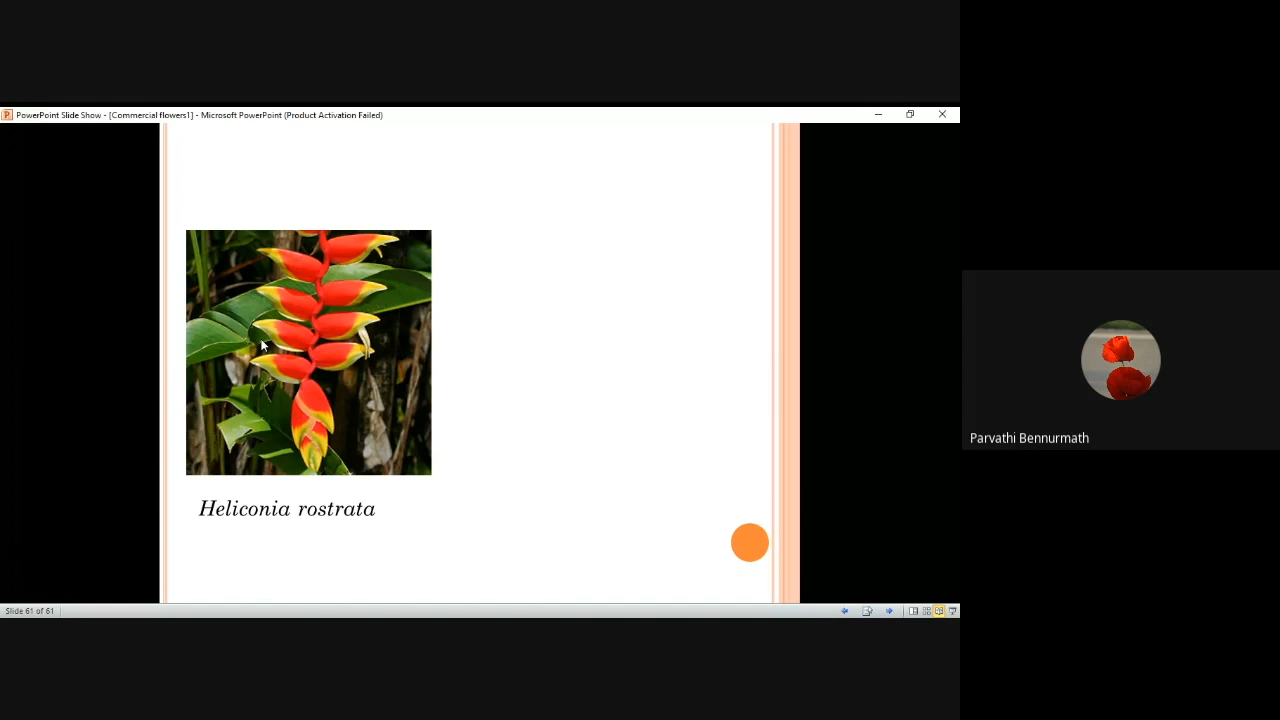 PowerPoint Slide Show - [Commercial flowers1] - Microsoft PowerPoint (Product Activation Failed)
Heliconia rostrata
Parvathi Bennurmath
Slide 61 of 61